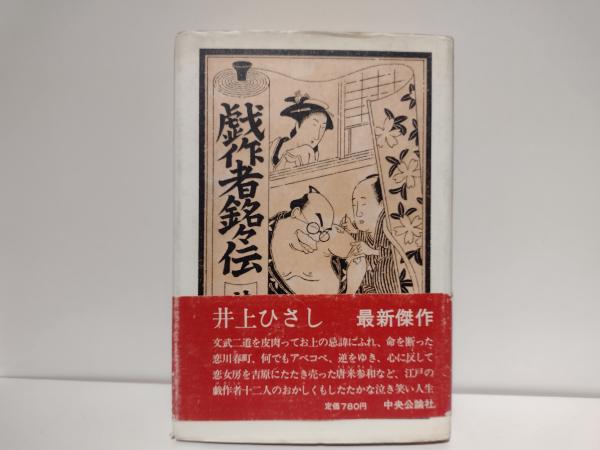 戯作者銘々伝
井上ひさし 最新傑作
文武二道を皮肉ってお上の忌諱にふれ、命を断った
恋川春町、何でもアベコベ、逆をゆき、心に反して
恋女房を吉原にたたき売った唐来参和など、江戸の
戯作者十二人のおかしくもしたたかな泣き笑い人生
定価780円 中央公論社